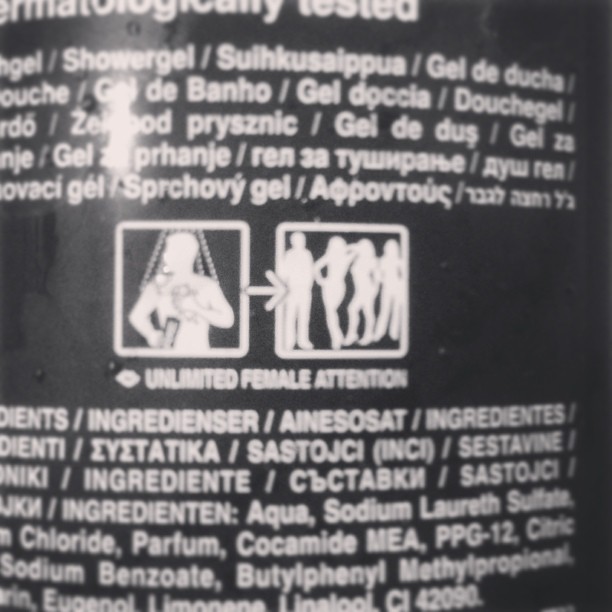 ermatologically tested
hgel / Showergel / Suihkusaippua / Gel de ducha /
ouche / Gel de Banho / Gel doccia / Douchegel /
rdő / Żel pod prysznic / Gel de duş / Gel za
nje / Gel za prhanje / гел за туширање / душ гел /
ovací gél / Sprchový gel / Αφροντούς / ג'ל רחצה לגבר
UNLIMITED FEMALE ATTENTION
DIENTS / INGREDIENSER / AINESOSAT / INGREDIENTES /
DIENTI / ΣΥΣΤΑΤΙΚΑ / SASTOJCI (INCI) / SESTAVINE /
ONIKI / INGREDIENTE / СЪСТАВКИ / SASTOJCI /
ЈКИ / INGREDIENTEN: Aqua, Sodium Laureth Sulfate,
m Chloride, Parfum, Cocamide MEA, PPG-12, Citric
Sodium Benzoate, Butylphenyl Methylpropional,
arin, Eugenol, Limonene, Linalool, CI 42090.